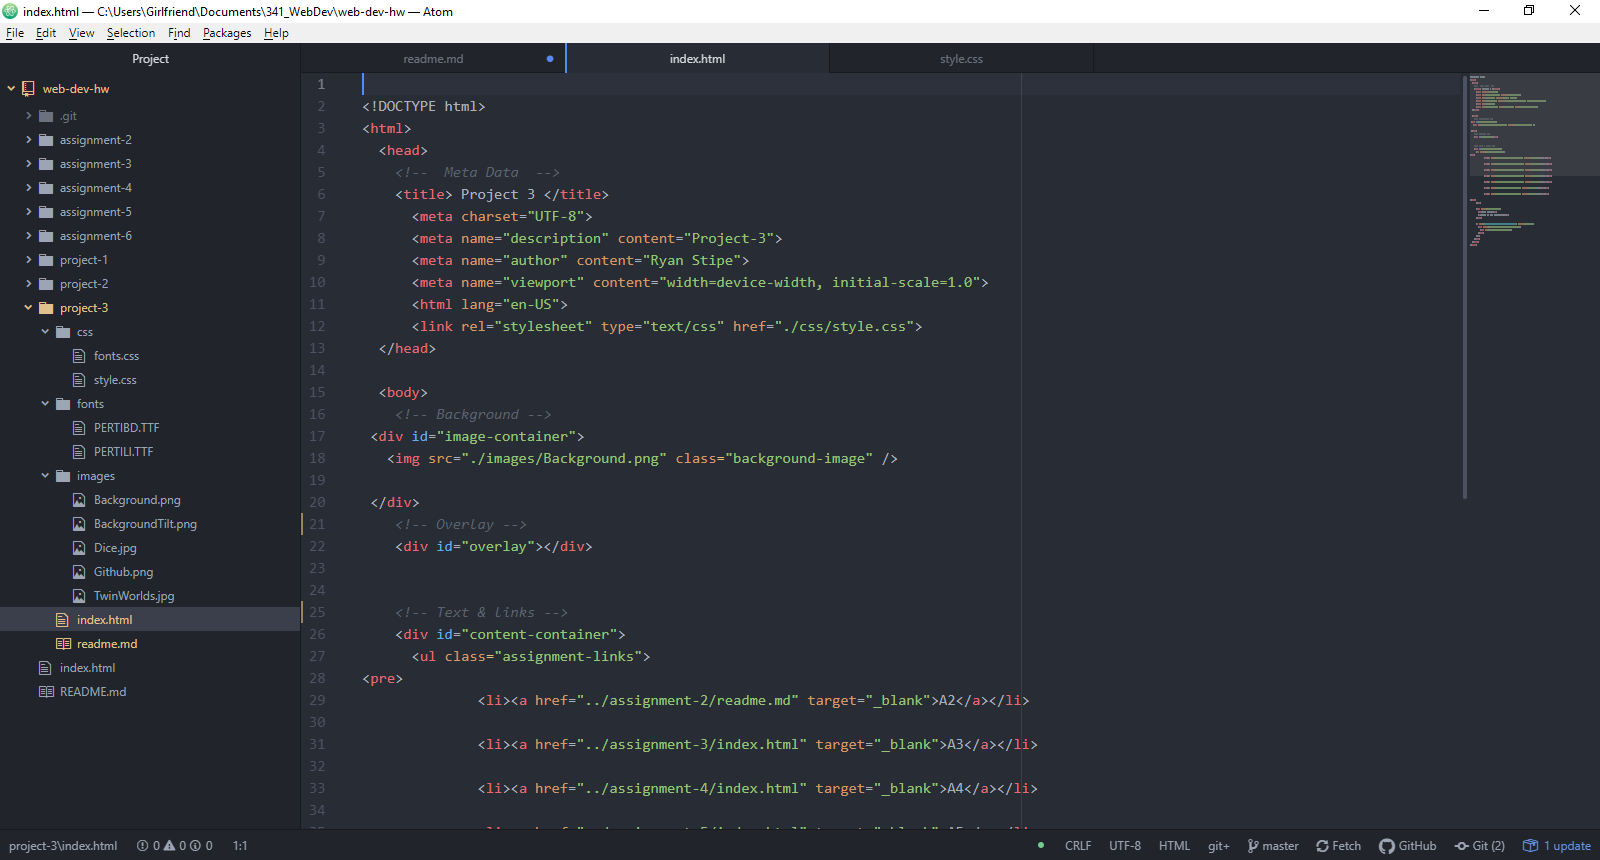 index.html — C:\Users\Girlfriend\Documents\341_WebDev\web-dev-hw — Atom
File Edit View Selection Find Packages Help
Project
web-dev-hw
.git
assignment-2
assignment-3
assignment-4
assignment-5
assignment-6
project-1
project-2
project-3
css
fonts.css
style.css
fonts
PERTIBD.TTF
PERTILI.TTF
images
Background.png
BackgroundTilt.png
Dice.jpg
Github.png
TwinWorlds.jpg
index.html
readme.md
index.html
README.md
readme.md index.html style.css
1
2 <!DOCTYPE html>
3 <html>
4 <head>
5 <!--  Meta Data  -->
6 <title> Project 3 </title>
7 <meta charset="UTF-8">
8 <meta name="description" content="Project-3">
9 <meta name="author" content="Ryan Stipe">
10 <meta name="viewport" content="width=device-width, initial-scale=1.0">
11 <html lang="en-US">
12 <link rel="stylesheet" type="text/css" href="./css/style.css">
13 </head>
14
15 <body>
16 <!-- Background -->
17 <div id="image-container">
18 <img src="./images/Background.png" class="background-image" />
19
20 </div>
21 <!-- Overlay -->
22 <div id="overlay"></div>
23
24
25 <!-- Text & links -->
26 <div id="content-container">
27 <ul class="assignment-links">
28 <pre>
29 <li><a href="../assignment-2/readme.md" target="_blank">A2</a></li>
30
31 <li><a href="../assignment-3/index.html" target="_blank">A3</a></li>
32
33 <li><a href="../assignment-4/index.html" target="_blank">A4</a></li>
34
project-3\index.html 0 0 0 1:1 CRLF UTF-8 HTML git+ master Fetch GitHub Git (2) 1 update